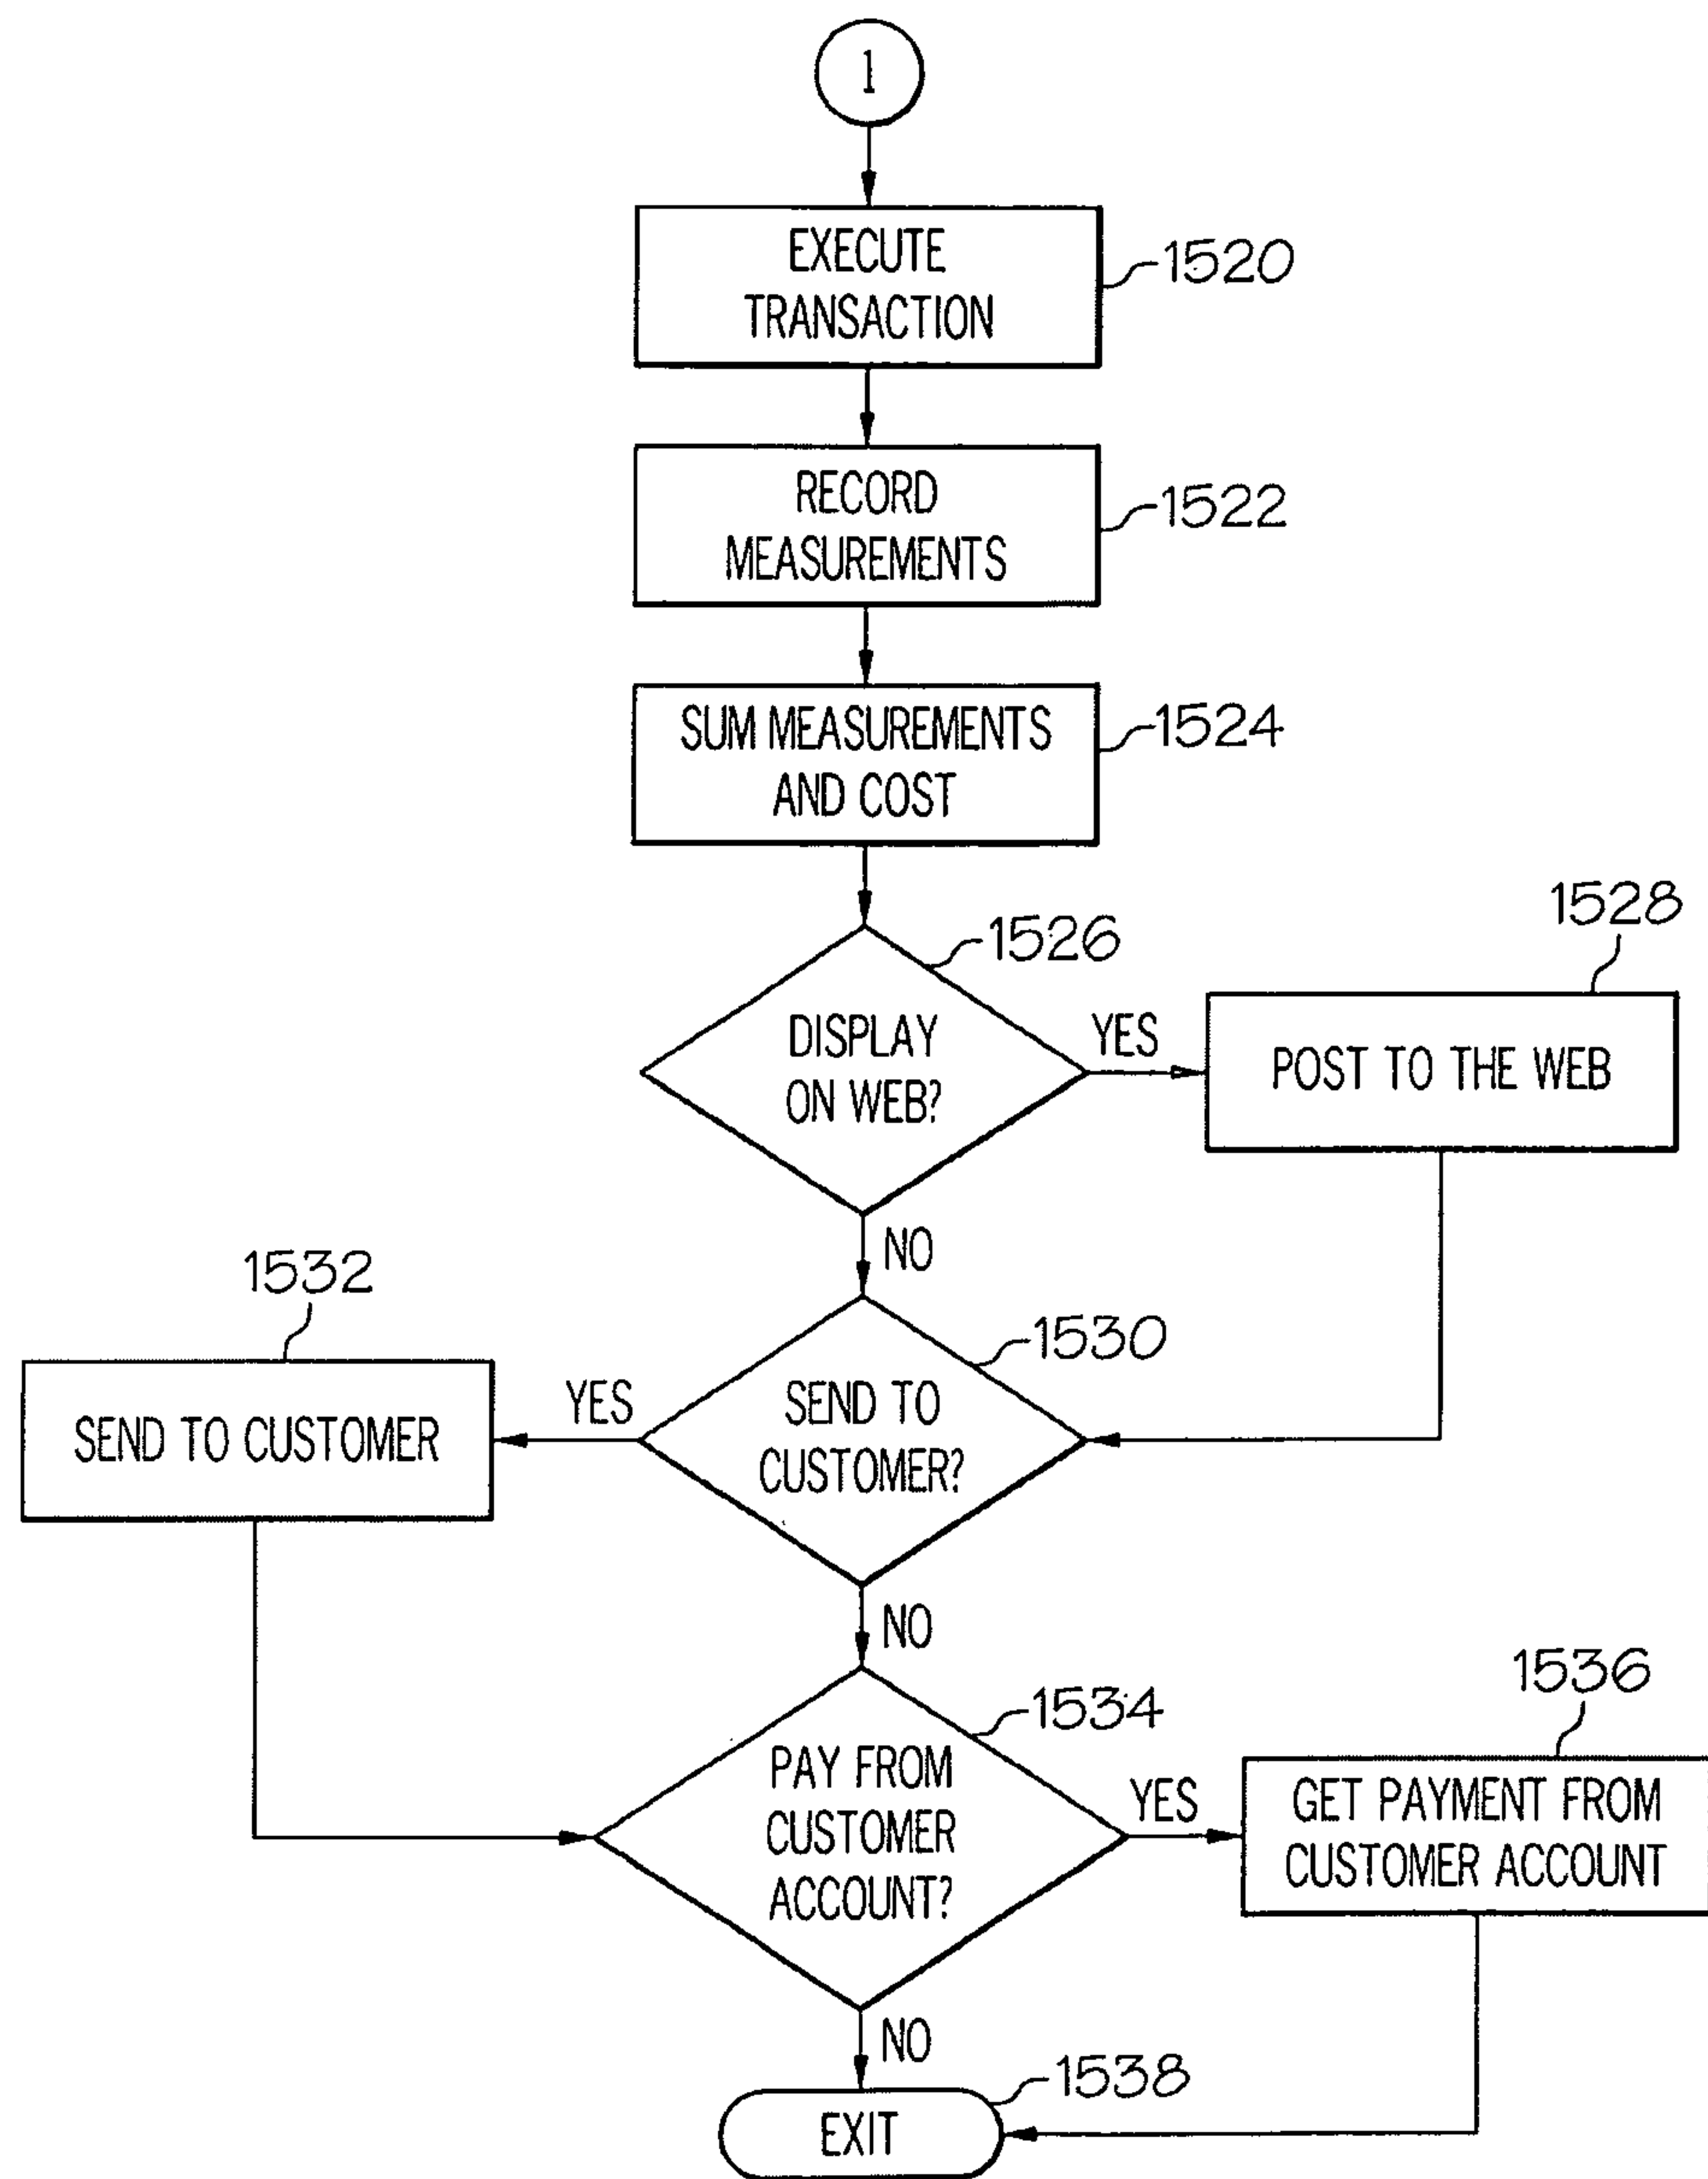 1
EXECUTE
TRANSACTION
1520
RECORD
MEASUREMENTS
1522
SUM MEASUREMENTS
AND COST
1524
1526
DISPLAY
ON WEB?
YES
1528
POST TO THE WEB
NO
1530
SEND TO
CUSTOMER?
YES
1532
SEND TO CUSTOMER
NO
1534
PAY FROM
CUSTOMER
ACCOUNT?
YES
1536
GET PAYMENT FROM
CUSTOMER ACCOUNT
NO
1538
EXIT